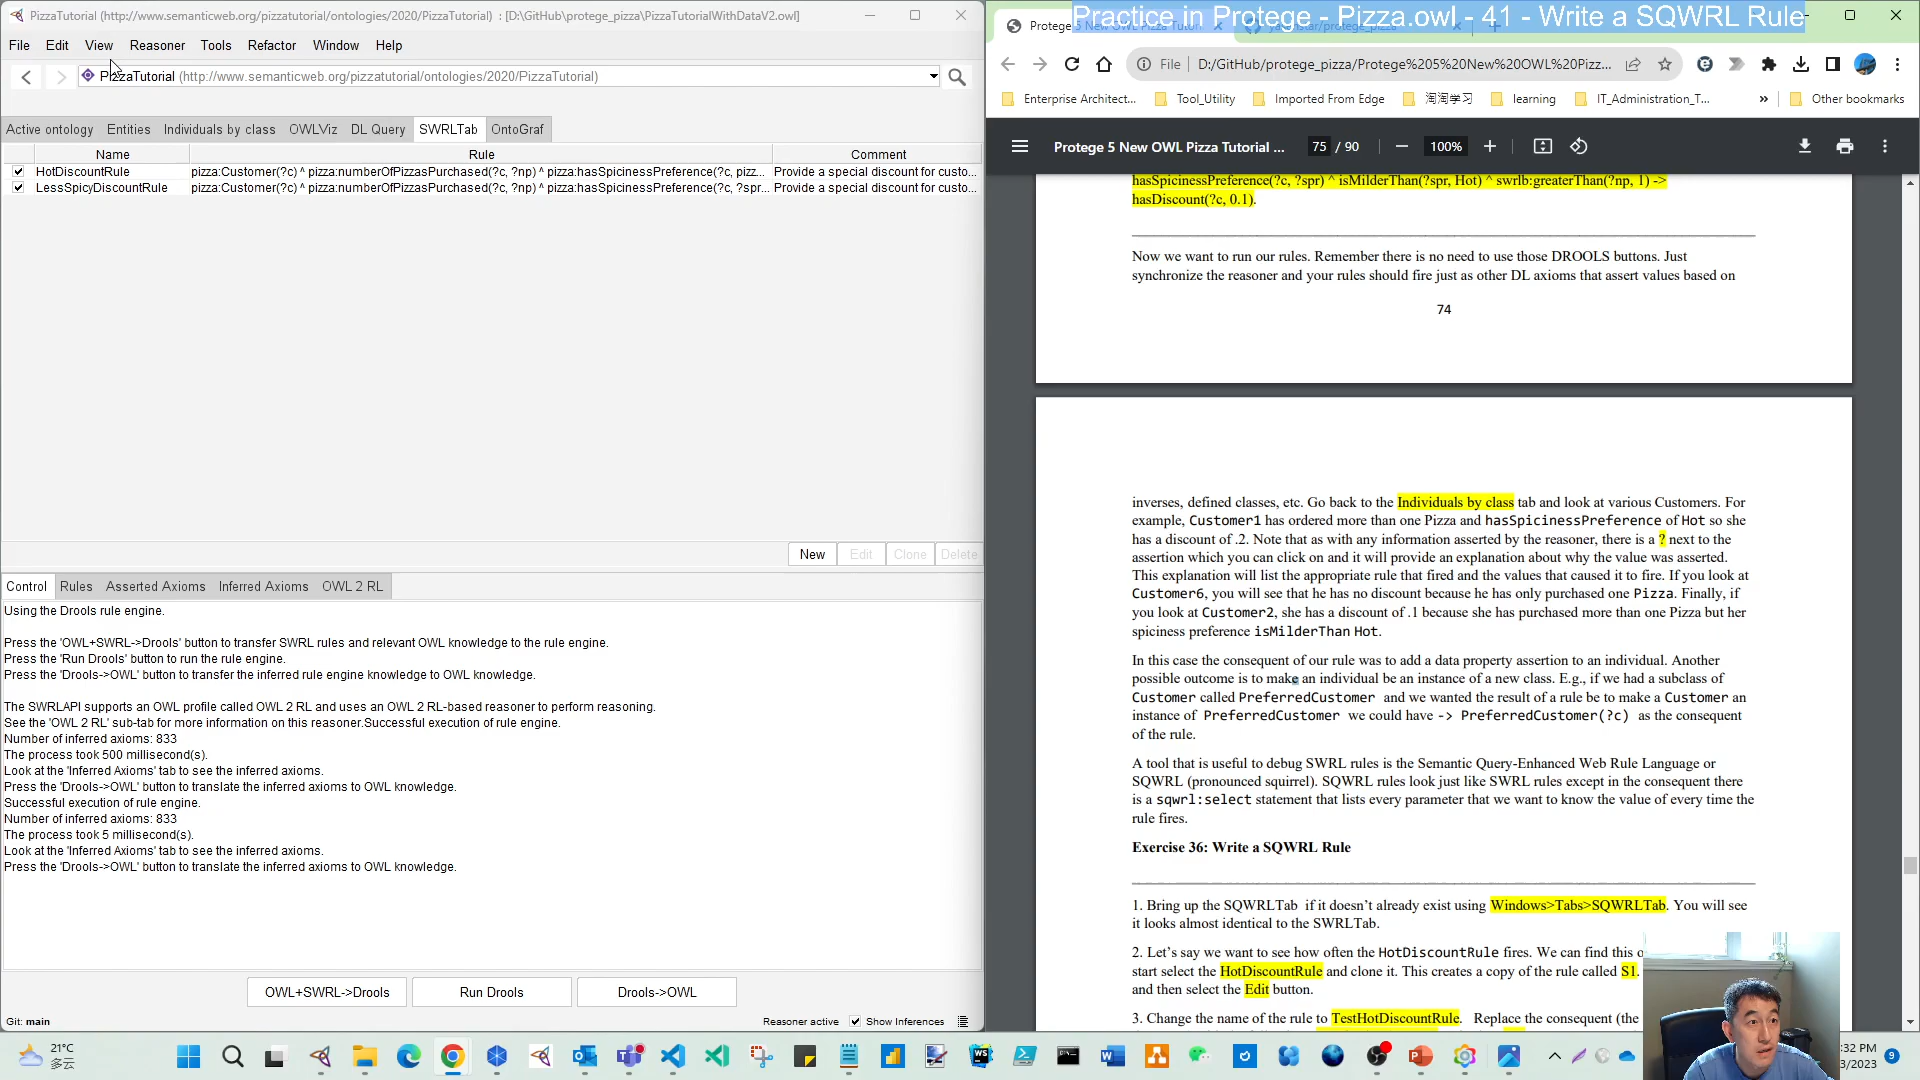 PizzaTutorial (http://www.semanticweb.org/pizzatutorial/ontologies/2020/PizzaTutorial) : [D:\GitHub\protege_pizza\PizzaTutorialWithDataV2.owl]
File Edit View Reasoner Tools Refactor Window Help
PizzaTutorial (http://www.semanticweb.org/pizzatutorial/ontologies/2020/PizzaTutorial)
Active ontology Entities Individuals by class OWLViz DL Query SWRLTab OntoGraf
Name Rule Comment
HotDiscountRule pizza:Customer(?c) ^ pizza:numberOfPizzasPurchased(?c, ?np) ^ pizza:hasSpicinessPreference(?c, pizz... Provide a special discount for custo...
LessSpicyDiscountRule pizza:Customer(?c) ^ pizza:numberOfPizzasPurchased(?c, ?np) ^ pizza:hasSpicinessPreference(?c, ?spr... Provide a special discount for custo...
New Edit Clone Delete
Control Rules Asserted Axioms Inferred Axioms OWL 2 RL
Using the Drools rule engine.
Press the 'OWL+SWRL->Drools' button to transfer SWRL rules and relevant OWL knowledge to the rule engine.
Press the 'Run Drools' button to run the rule engine.
Press the 'Drools->OWL' button to transfer the inferred rule engine knowledge to OWL knowledge.
The SWRLAPI supports an OWL profile called OWL 2 RL and uses an OWL 2 RL-based reasoner to perform reasoning.
See the 'OWL 2 RL' sub-tab for more information on this reasoner.Successful execution of rule engine.
Number of inferred axioms: 833
The process took 500 millisecond(s).
Look at the 'Inferred Axioms' tab to see the inferred axioms.
Press the 'Drools->OWL' button to translate the inferred axioms to OWL knowledge.
Successful execution of rule engine.
Number of inferred axioms: 833
The process took 5 millisecond(s).
Look at the 'Inferred Axioms' tab to see the inferred axioms.
Press the 'Drools->OWL' button to translate the inferred axioms to OWL knowledge.
OWL+SWRL->Drools Run Drools Drools->OWL
Git: main Reasoner active Show Inferences
Practice in Protege - Pizza.owl - 41 - Write a SQWRL Rule
Protege 5 New OWL Pizza Tutori
File D:/GitHub/protege_pizza/Protege%205%20New%20OWL%20Pizz...
Enterprise Architect... Tool_Utility Imported From Edge 淘淘学习 learning IT_Administration_T... » Other bookmarks
Protege 5 New OWL Pizza Tutorial ... 75 / 90 100%
hasSpicinessPreference(?c, ?spr) ^ isMilderThan(?spr, Hot) ^ swrlb:greaterThan(?np, 1) ->
hasDiscount(?c, 0.1).
Now we want to run our rules. Remember there is no need to use those DROOLS buttons. Just
synchronize the reasoner and your rules should fire just as other DL axioms that assert values based on
74
inverses, defined classes, etc. Go back to the Individuals by class tab and look at various Customers. For
example, Customer1 has ordered more than one Pizza and hasSpicinessPreference of Hot so she
has a discount of .2. Note that as with any information asserted by the reasoner, there is a ? next to the
assertion which you can click on and it will provide an explanation about why the value was asserted.
This explanation will list the appropriate rule that fired and the values that caused it to fire. If you look at
Customer6, you will see that he has no discount because he has only purchased one Pizza. Finally, if
you look at Customer2, she has a discount of .1 because she has purchased more than one Pizza but her
spiciness preference isMilderThan Hot.
In this case the consequent of our rule was to add a data property assertion to an individual. Another
possible outcome is to make an individual be an instance of a new class. E.g., if we had a subclass of
Customer called PreferredCustomer and we wanted the result of a rule be to make a Customer an
instance of PreferredCustomer we could have -> PreferredCustomer(?c) as the consequent
of the rule.
A tool that is useful to debug SWRL rules is the Semantic Query-Enhanced Web Rule Language or
SQWRL (pronounced squirrel). SQWRL rules look just like SWRL rules except in the consequent there
is a sqwrl:select statement that lists every parameter that we want to know the value of every time the
rule fires.
Exercise 36: Write a SQWRL Rule
1. Bring up the SQWRLTab if it doesn't already exist using Windows>Tabs>SQWRLTab. You will see
it looks almost identical to the SWRLTab.
2. Let's say we want to see how often the HotDiscountRule fires. We can find this o
start select the HotDiscountRule and clone it. This creates a copy of the rule called S1.
and then select the Edit button.
3. Change the name of the rule to TestHotDiscountRule. Replace the consequent (the
21°C
多云
:32 PM
3/2023
9